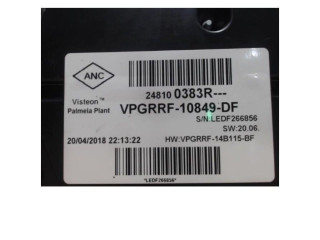 ANC
24810 0383R---
Visteon™
Palmela Plant
VPGRRF-10849-DF
S/N:LEDF266856
SW:20.06.
20/04/2018 22:13:22
HW:VPGRRF-14B115-BF
*LEDF266856*